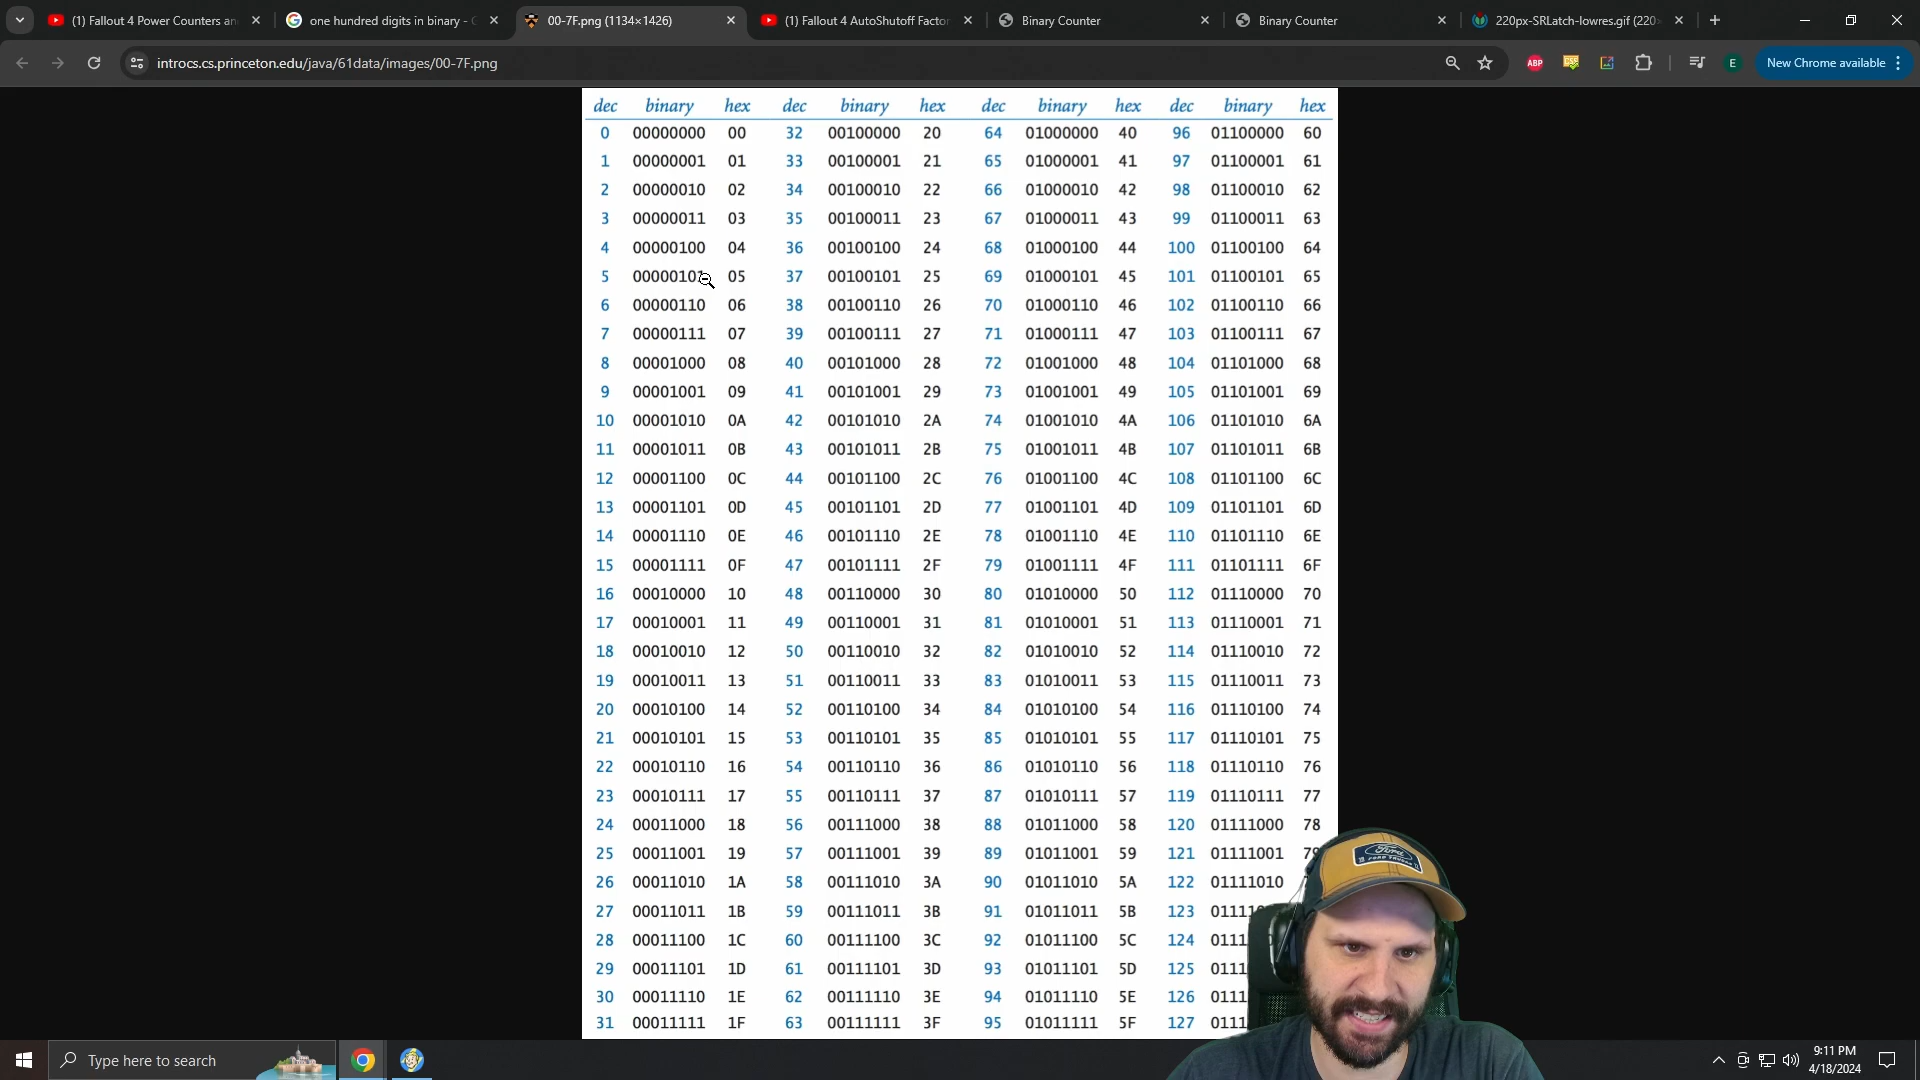 (1) Fallout 4 Power Counters an
one hundred digits in binary - G
00-7F.png (1134×1426)
(1) Fallout 4 AutoShutoff Factor
Binary Counter
Binary Counter
220px-SRLatch-lowres.gif (220×
introcs.cs.princeton.edu/java/61data/images/00-7F.png
ABP
E
New Chrome available
dec binary hex dec binary hex dec binary hex dec binary hex
0 00000000 00 32 00100000 20 64 01000000 40 96 01100000 60
1 00000001 01 33 00100001 21 65 01000001 41 97 01100001 61
2 00000010 02 34 00100010 22 66 01000010 42 98 01100010 62
3 00000011 03 35 00100011 23 67 01000011 43 99 01100011 63
4 00000100 04 36 00100100 24 68 01000100 44 100 01100100 64
5 00000101 05 37 00100101 25 69 01000101 45 101 01100101 65
6 00000110 06 38 00100110 26 70 01000110 46 102 01100110 66
7 00000111 07 39 00100111 27 71 01000111 47 103 01100111 67
8 00001000 08 40 00101000 28 72 01001000 48 104 01101000 68
9 00001001 09 41 00101001 29 73 01001001 49 105 01101001 69
10 00001010 0A 42 00101010 2A 74 01001010 4A 106 01101010 6A
11 00001011 0B 43 00101011 2B 75 01001011 4B 107 01101011 6B
12 00001100 0C 44 00101100 2C 76 01001100 4C 108 01101100 6C
13 00001101 0D 45 00101101 2D 77 01001101 4D 109 01101101 6D
14 00001110 0E 46 00101110 2E 78 01001110 4E 110 01101110 6E
15 00001111 0F 47 00101111 2F 79 01001111 4F 111 01101111 6F
16 00010000 10 48 00110000 30 80 01010000 50 112 01110000 70
17 00010001 11 49 00110001 31 81 01010001 51 113 01110001 71
18 00010010 12 50 00110010 32 82 01010010 52 114 01110010 72
19 00010011 13 51 00110011 33 83 01010011 53 115 01110011 73
20 00010100 14 52 00110100 34 84 01010100 54 116 01110100 74
21 00010101 15 53 00110101 35 85 01010101 55 117 01110101 75
22 00010110 16 54 00110110 36 86 01010110 56 118 01110110 76
23 00010111 17 55 00110111 37 87 01010111 57 119 01110111 77
24 00011000 18 56 00111000 38 88 01011000 58 120 01111000 78
25 00011001 19 57 00111001 39 89 01011001 59 121 01111001 79
26 00011010 1A 58 00111010 3A 90 01011010 5A 122 01111010
27 00011011 1B 59 00111011 3B 91 01011011 5B 123 01111
28 00011100 1C 60 00111100 3C 92 01011100 5C 124 0111
29 00011101 1D 61 00111101 3D 93 01011101 5D 125 0111
30 00011110 1E 62 00111110 3E 94 01011110 5E 126 0111
31 00011111 1F 63 00111111 3F 95 01011111 5F 127 0111
Ford
Type here to search
9:11 PM
4/18/2024